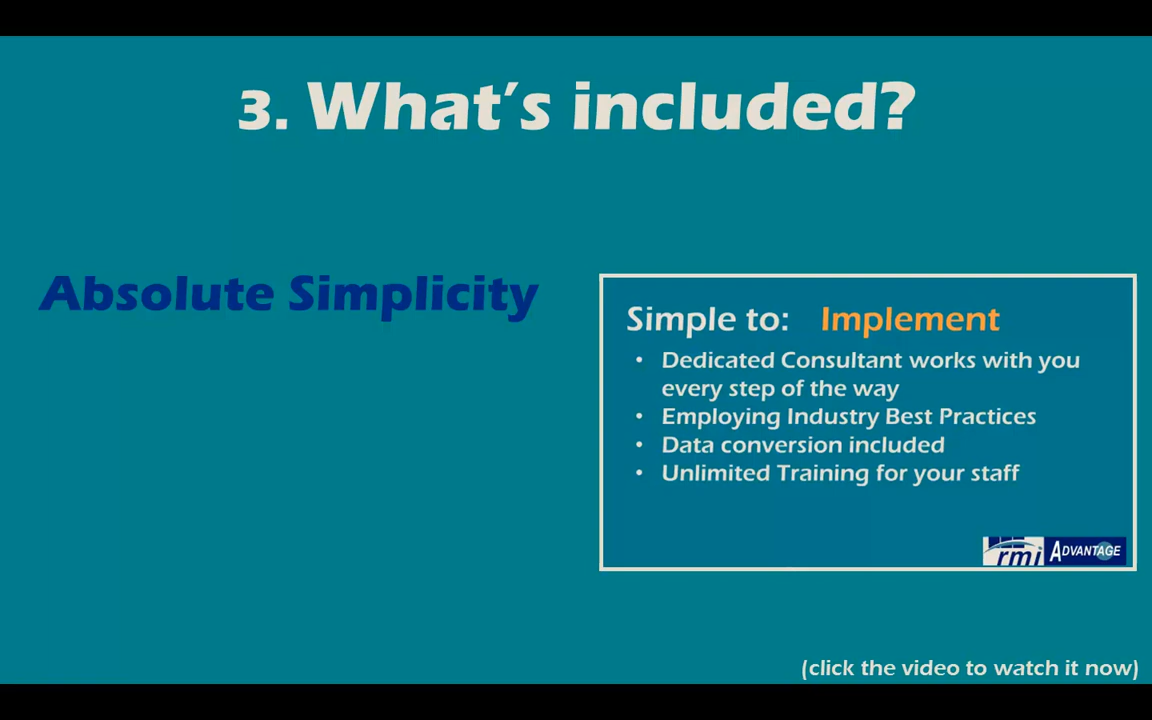 3. What's included?
Absolute Simplicity
Simple to: Implement
• Dedicated Consultant works with you
every step of the way
• Employing Industry Best Practices
• Data conversion included
• Unlimited Training for your staff
rmi ADVANTAGE
(click the video to watch it now)